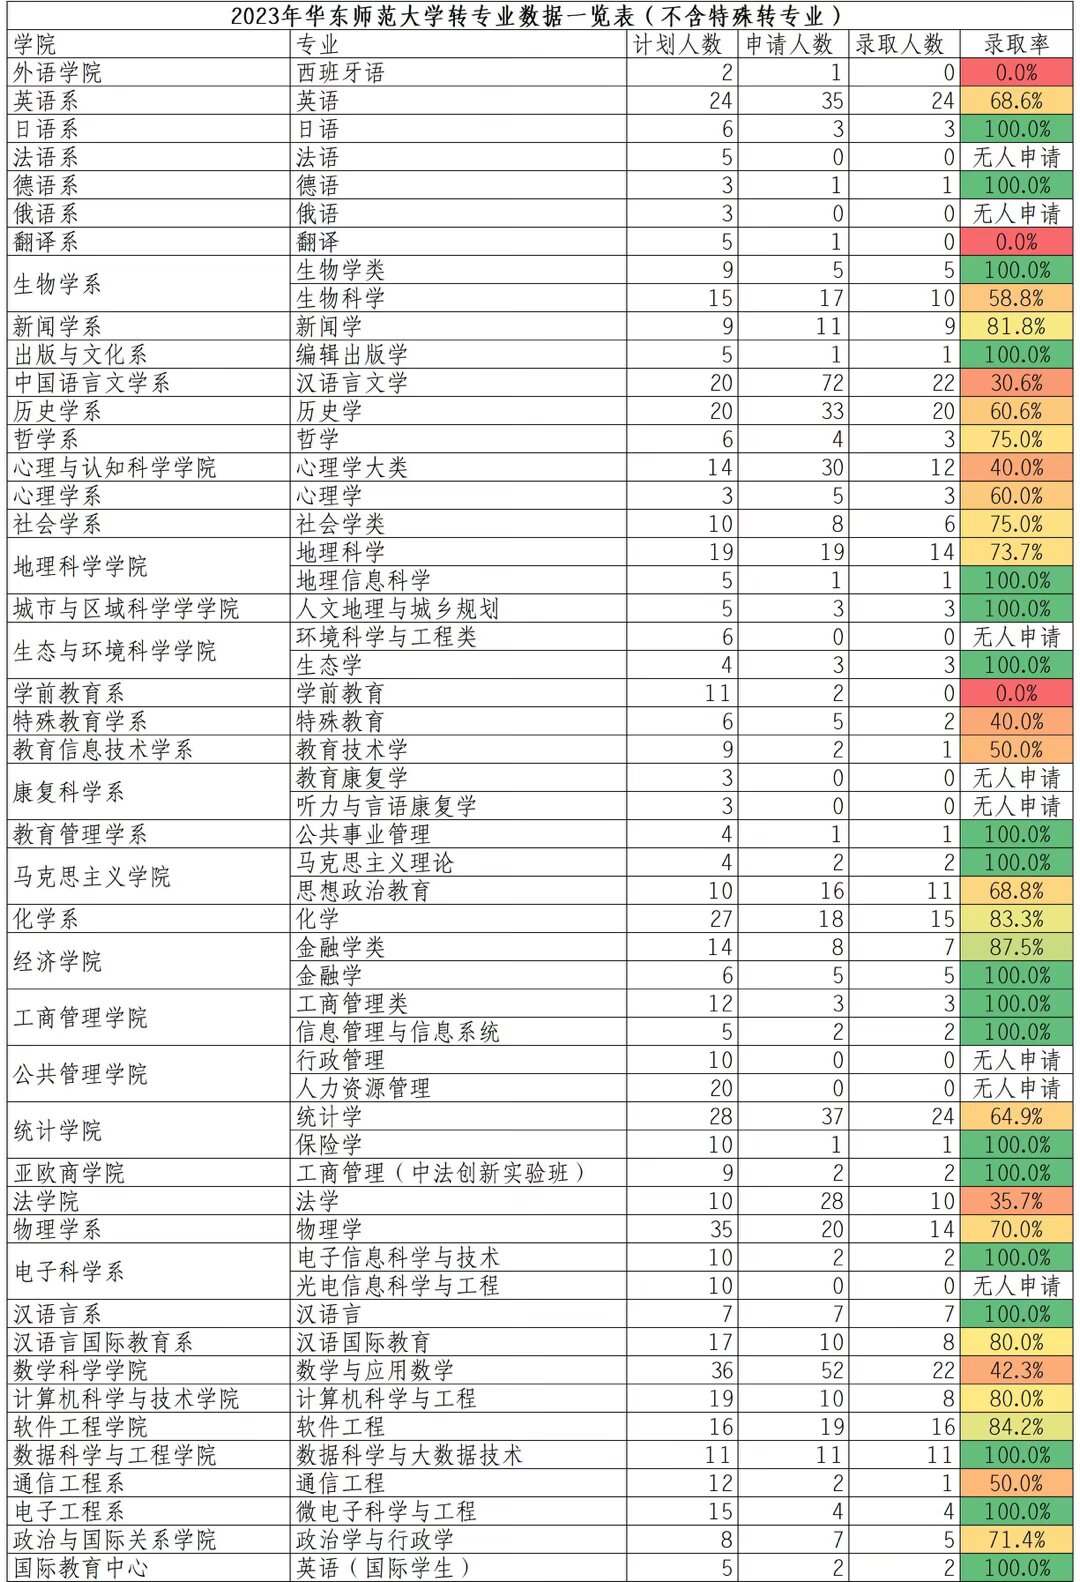 2023年华东师范大学转专业数据一览表（不含特殊转专业）
学院 专业 计划人数 申请人数 录取人数 录取率
外语学院 西班牙语 2 1 0 0.0%
英语系 英语 24 35 24 68.6%
日语系 日语 6 3 3 100.0%
法语系 法语 5 0 0 无人申请
德语系 德语 3 1 1 100.0%
俄语系 俄语 3 0 0 无人申请
翻译系 翻译 5 1 0 0.0%
生物学系 生物学类 9 5 5 100.0%
生物科学 15 17 10 58.8%
新闻学系 新闻学 9 11 9 81.8%
出版与文化系 编辑出版学 5 1 1 100.0%
中国语言文学系 汉语言文学 20 72 22 30.6%
历史学系 历史学 20 33 20 60.6%
哲学系 哲学 6 4 3 75.0%
心理与认知科学学院 心理学大类 14 30 12 40.0%
心理学系 心理学 3 5 3 60.0%
社会学系 社会学类 10 8 6 75.0%
地理科学学院 地理科学 19 19 14 73.7%
地理信息科学 5 1 1 100.0%
城市与区域科学学学院 人文地理与城乡规划 5 3 3 100.0%
生态与环境科学学院 环境科学与工程类 6 0 0 无人申请
生态学 4 3 3 100.0%
学前教育系 学前教育 11 2 0 0.0%
特殊教育学系 特殊教育 6 5 2 40.0%
教育信息技术学系 教育技术学 9 2 1 50.0%
康复科学系 教育康复学 3 0 0 无人申请
听力与言语康复学 3 0 0 无人申请
教育管理学系 公共事业管理 4 1 1 100.0%
马克思主义学院 马克思主义理论 4 2 2 100.0%
思想政治教育 10 16 11 68.8%
化学系 化学 27 18 15 83.3%
经济学院 金融学类 14 8 7 87.5%
金融学 6 5 5 100.0%
工商管理学院 工商管理类 12 3 3 100.0%
信息管理与信息系统 5 2 2 100.0%
公共管理学院 行政管理 10 0 0 无人申请
人力资源管理 20 0 0 无人申请
统计学院 统计学 28 37 24 64.9%
保险学 10 1 1 100.0%
亚欧商学院 工商管理（中法创新实验班） 9 2 2 100.0%
法学院 法学 10 28 10 35.7%
物理学系 物理学 35 20 14 70.0%
电子科学系 电子信息科学与技术 10 2 2 100.0%
光电信息科学与工程 10 0 0 无人申请
汉语言系 汉语言 7 7 7 100.0%
汉语言国际教育系 汉语国际教育 17 10 8 80.0%
数学科学学院 数学与应用数学 36 52 22 42.3%
计算机科学与技术学院 计算机科学与工程 19 10 8 80.0%
软件工程学院 软件工程 16 19 16 84.2%
数据科学与工程学院 数据科学与大数据技术 11 11 11 100.0%
通信工程系 通信工程 12 2 1 50.0%
电子工程系 微电子科学与工程 15 4 4 100.0%
政治与国际关系学院 政治学与行政学 8 7 5 71.4%
国际教育中心 英语（国际学生） 5 2 2 100.0%